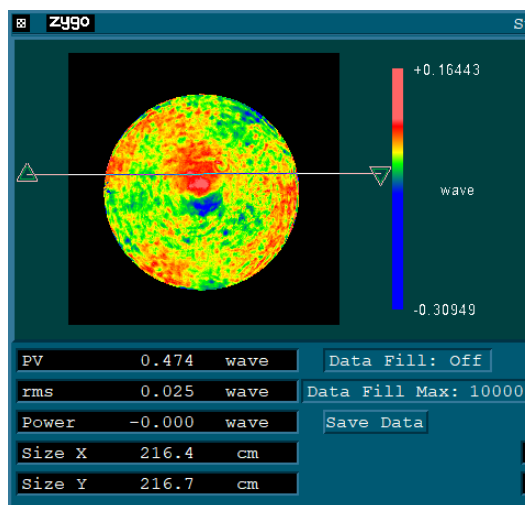 zygo
+0.16443
wave
-0.30949
PV 0.474 wave
Data Fill: Off
rms 0.025 wave
Data Fill Max: 10000
Power -0.000 wave
Save Data
Size X 216.4 cm
Size Y 216.7 cm